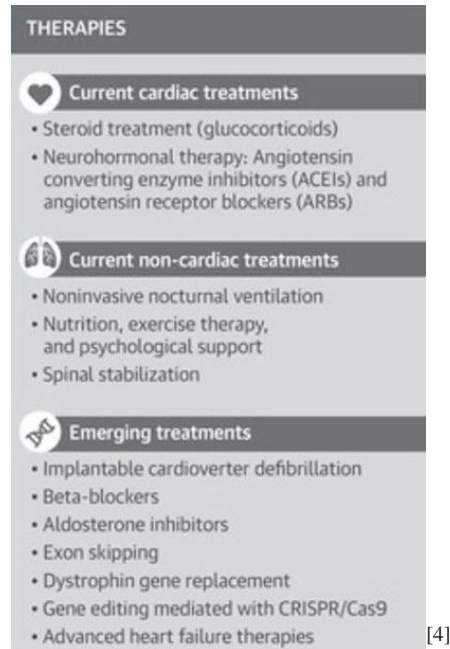 THERAPIES
Current cardiac treatments
• Steroid treatment (glucocorticoids)
• Neurohormonal therapy: Angiotensin
converting enzyme inhibitors (ACEIs) and
angiotensin receptor blockers (ARBs)
Current non-cardiac treatments
• Noninvasive nocturnal ventilation
• Nutrition, exercise therapy,
and psychological support
• Spinal stabilization
Emerging treatments
• Implantable cardioverter defibrillation
• Beta-blockers
• Aldosterone inhibitors
• Exon skipping
• Dystrophin gene replacement
• Gene editing mediated with CRISPR/Cas9
• Advanced heart failure therapies
[4]